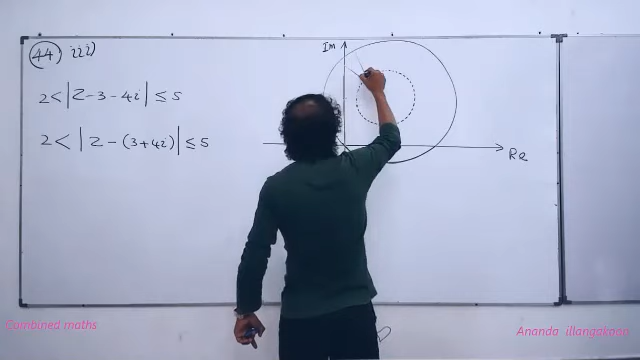 44) iii)
2 < |Z - 3 - 4i| ≤ 5
2 < |Z - (3+4i)| ≤ 5
Im
Re
Combined maths
Ananda illangakoon